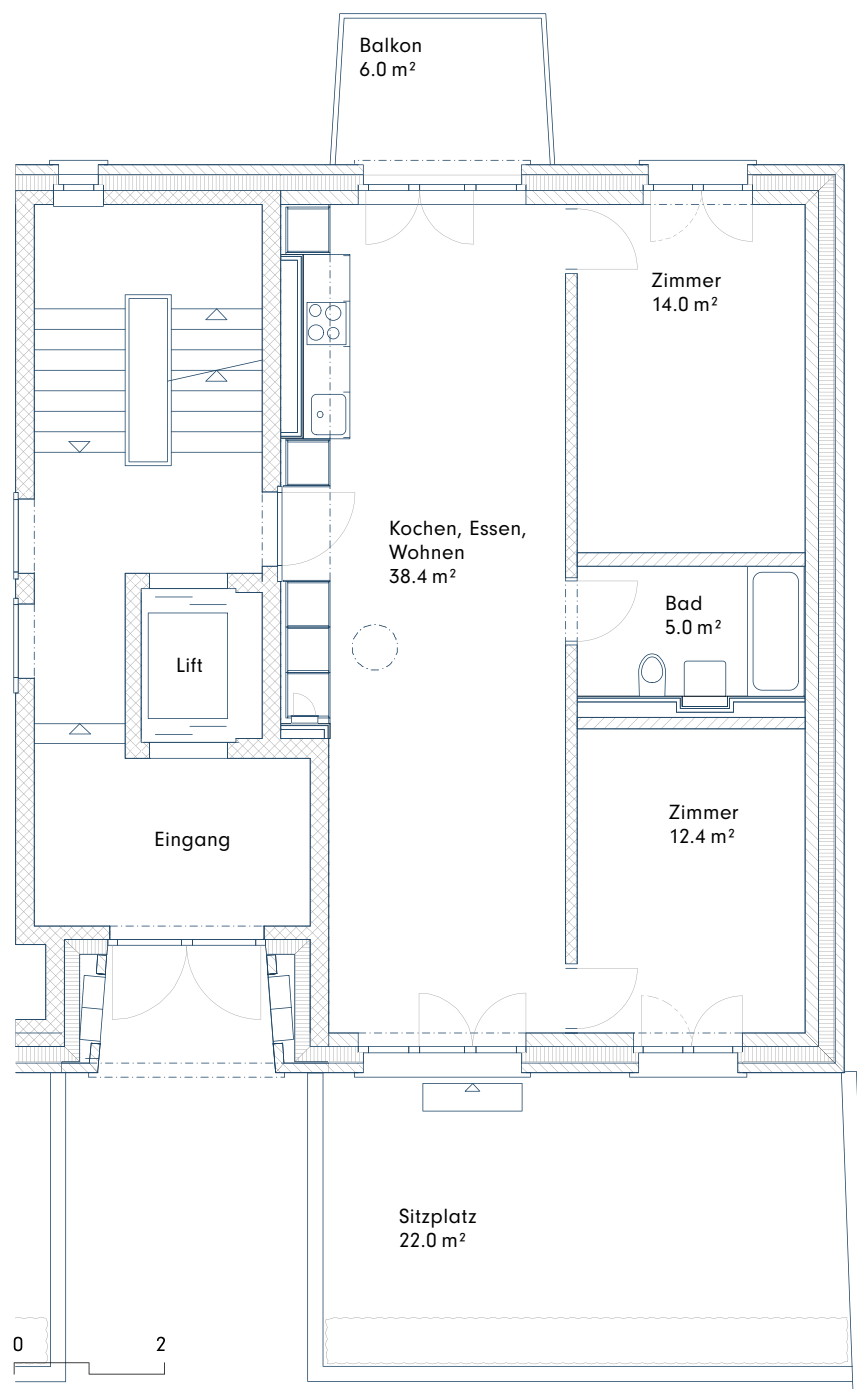 Balkon
6.0 m²
Zimmer
14.0 m²
Kochen, Essen,
Wohnen
38.4 m²
Bad
5.0 m²
Lift
Zimmer
12.4 m²
Eingang
Sitzplatz
22.0 m²
0 2